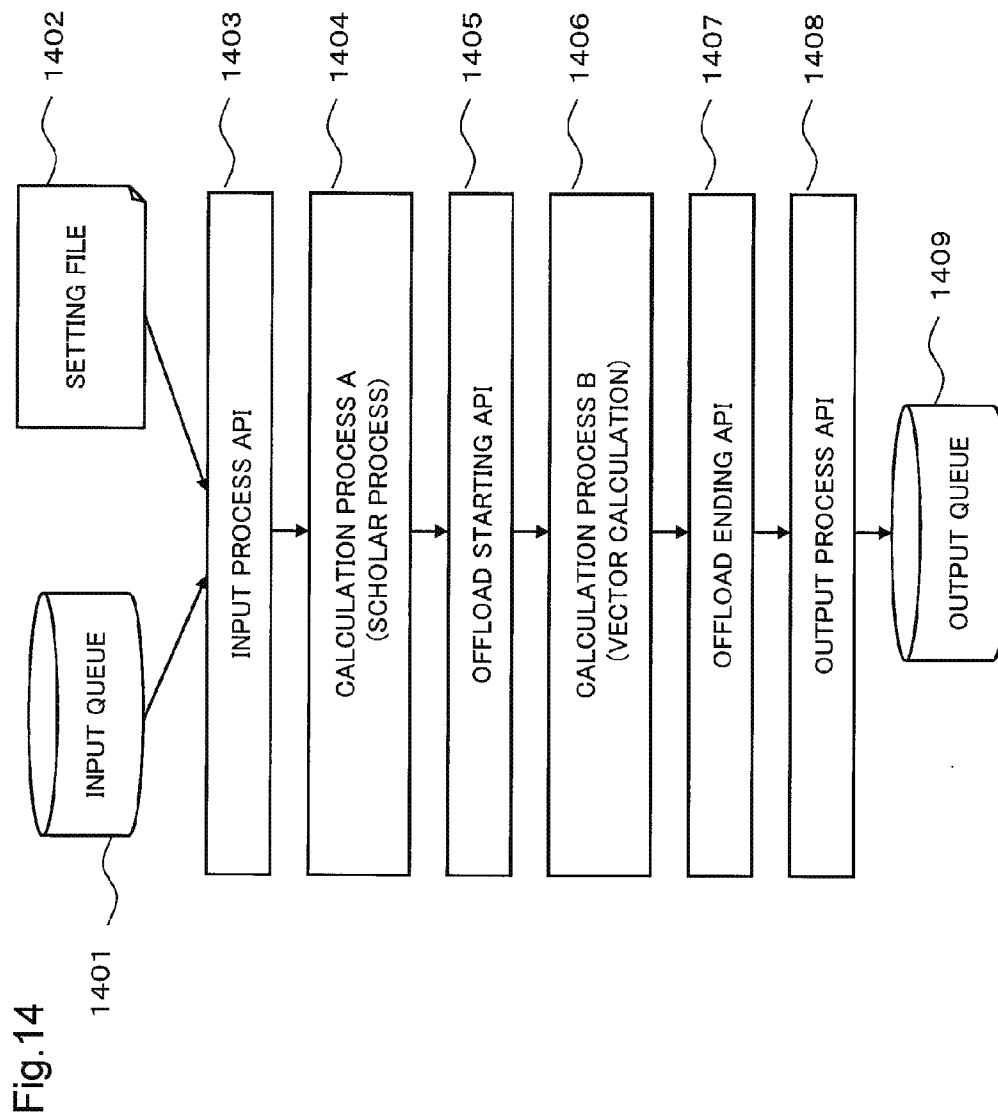 Fig.14
1401
INPUT QUEUE
SETTING FILE
1402
INPUT PROCESS API
1403
CALCULATION PROCESS A
(SCHOLAR PROCESS)
1404
OFFLOAD STARTING API
1405
CALCULATION PROCESS B
(VECTOR CALCULATION)
1406
OFFLOAD ENDING API
1407
OUTPUT PROCESS API
1408
OUTPUT QUEUE
1409